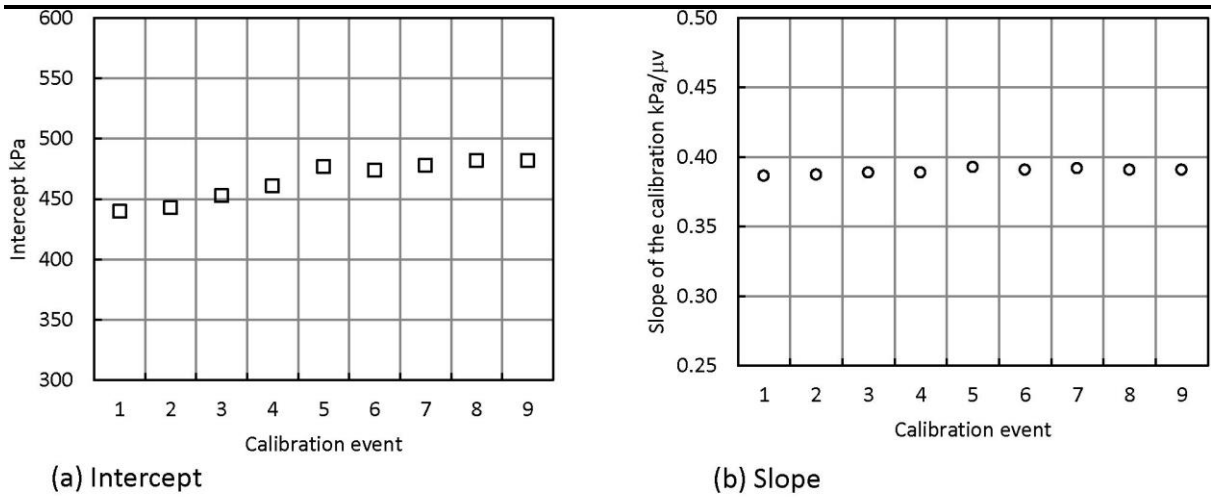 600
550
500
450
400
350
300
Intercept kPa
1 2 3 4 5 6 7 8 9
Calibration event
(a) Intercept
0.50
0.45
0.40
0.35
0.30
0.25
Slope of the calibration kPa/μv
1 2 3 4 5 6 7 8 9
Calibration event
(b) Slope